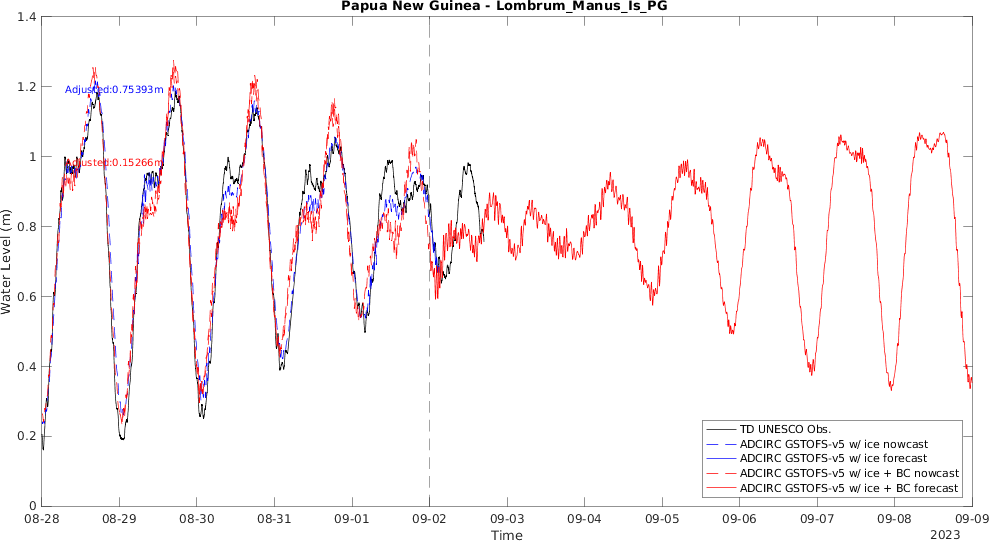 Papua New Guinea - Lombrum_Manus_Is_PG
1.4
1.2
1
0.8
0.6
0.4
0.2
0
Water Level (m)
Adjusted:0.75393m
Adjusted:0.15266m
TD UNESCO Obs.
ADCIRC GSTOFS-v5 w/ ice nowcast
ADCIRC GSTOFS-v5 w/ ice forecast
ADCIRC GSTOFS-v5 w/ ice + BC nowcast
ADCIRC GSTOFS-v5 w/ ice + BC forecast
08-28 08-29 08-30 08-31 09-01 09-02 09-03 09-04 09-05 09-06 09-07 09-08 09-09
Time
2023